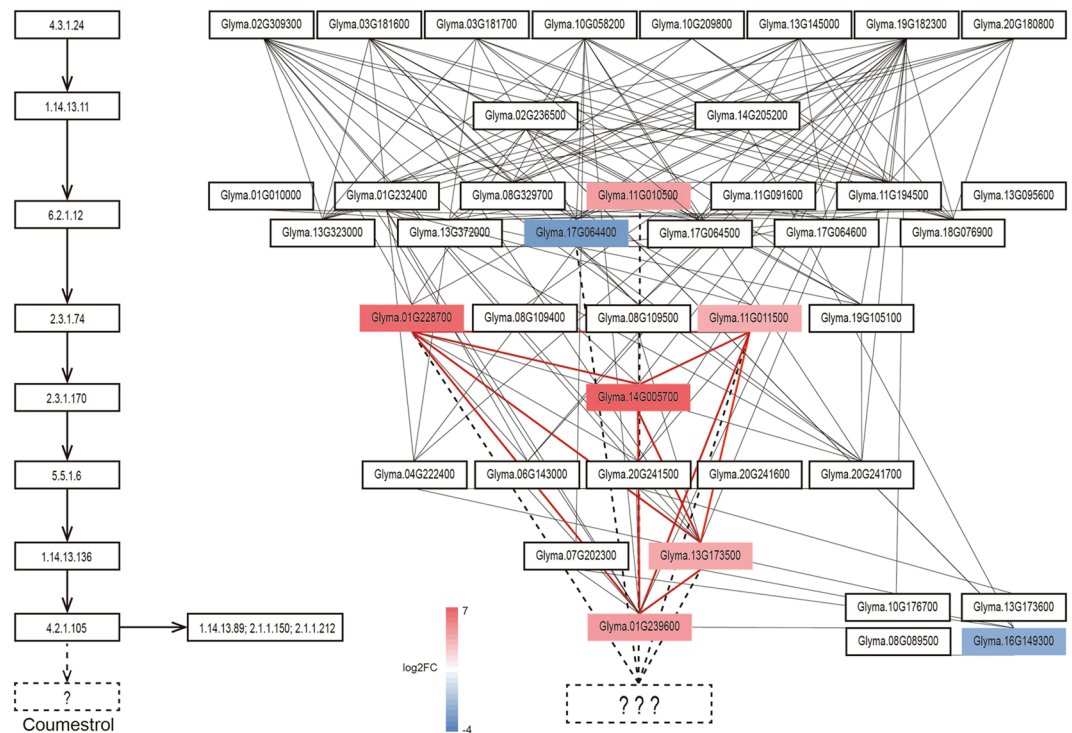 4.3.1.24
Glyma.02G309300 Glyma.03G181600 Glyma.03G181700 Glyma.10G058200 Glyma.10G209800 Glyma.13G145000 Glyma.19G182300 Glyma.20G180800
1.14.13.11
Glyma.02G236500 Glyma.14G205200
Glyma.01G010000 Glyma.01G232400 Glyma.08G329700 Glyma.11G010500 Glyma.11G091600 Glyma.11G194500 Glyma.13G095600
6.2.1.12
Glyma.13G323000 Glyma.13G372000 Glyma.17G064400 Glyma.17G064500 Glyma.17G064600 Glyma.18G076900
2.3.1.74
Glyma.01G228700 Glyma.08G109400 Glyma.08G109500 Glyma.11G011500 Glyma.19G105100
2.3.1.170
Glyma.14G005700
5.5.1.6
Glyma.04G222400 Glyma.06G143000 Glyma.20G241500 Glyma.20G241600 Glyma.20G241700
1.14.13.136
Glyma.07G202300 Glyma.13G173500
Glyma.10G176700 Glyma.13G173600
4.2.1.105
1.14.13.89; 2.1.1.150; 2.1.1.212
Glyma.01G239600
Glyma.08G089500 Glyma.16G149300
7
log2FC
-4
?
? ? ?
Coumestrol